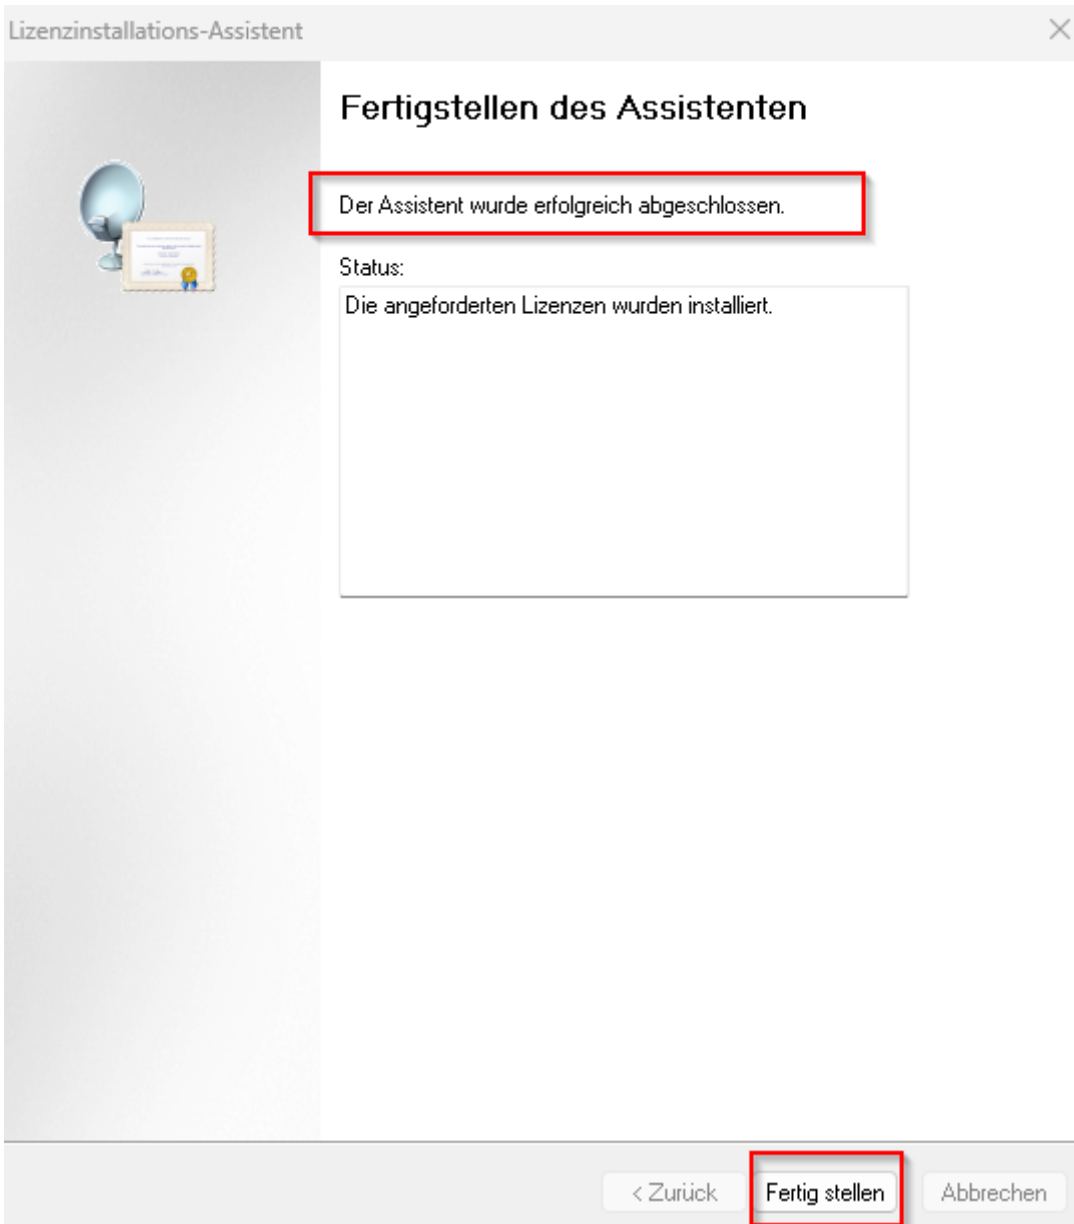 Lizenzinstallations-Assistent
Fertigstellen des Assistenten
Der Assistent wurde erfolgreich abgeschlossen.
Status:
Die angeforderten Lizenzen wurden installiert.
< Zurück
Fertig stellen
Abbrechen